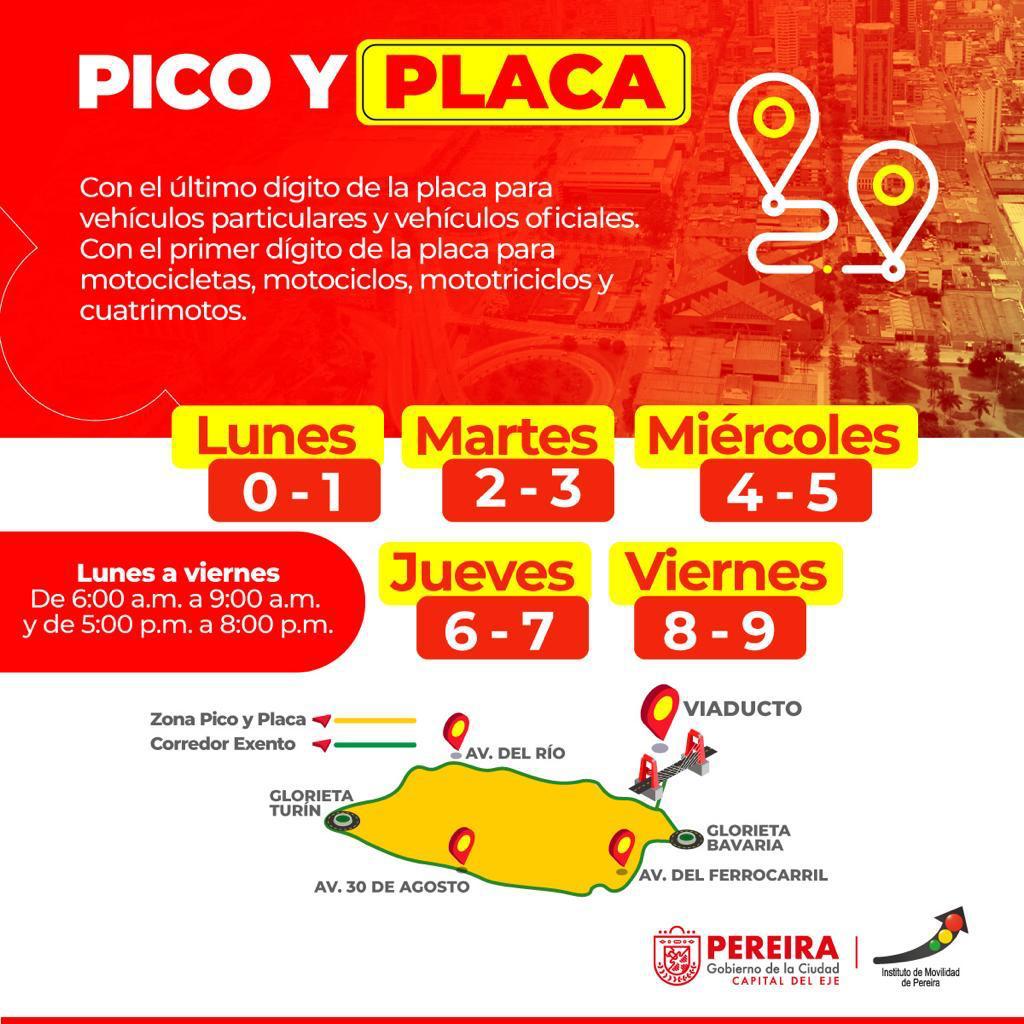 PICO Y PLACA
Con el último dígito de la placa para
vehículos particulares y vehículos oficiales.
Con el primer dígito de la placa para
motocicletas, motociclos, mototriciclos y
cuatrimotos.
Lunes
0 - 1
Martes
2 - 3
Miércoles
4 - 5
Lunes a viernes
De 6:00 a.m. a 9:00 a.m.
y de 5:00 p.m. a 8:00 p.m.
Jueves
6 - 7
Viernes
8 - 9
Zona Pico y Placa
Corredor Exento
AV. DEL RÍO
VIADUCTO
GLORIETA
TURÍN
GLORIETA
BAVARIA
AV. 30 DE AGOSTO
AV. DEL FERROCARRIL
PEREIRA
Gobierno de la Ciudad
CAPITAL DEL EJE
Instituto de Movilidad
de Pereira